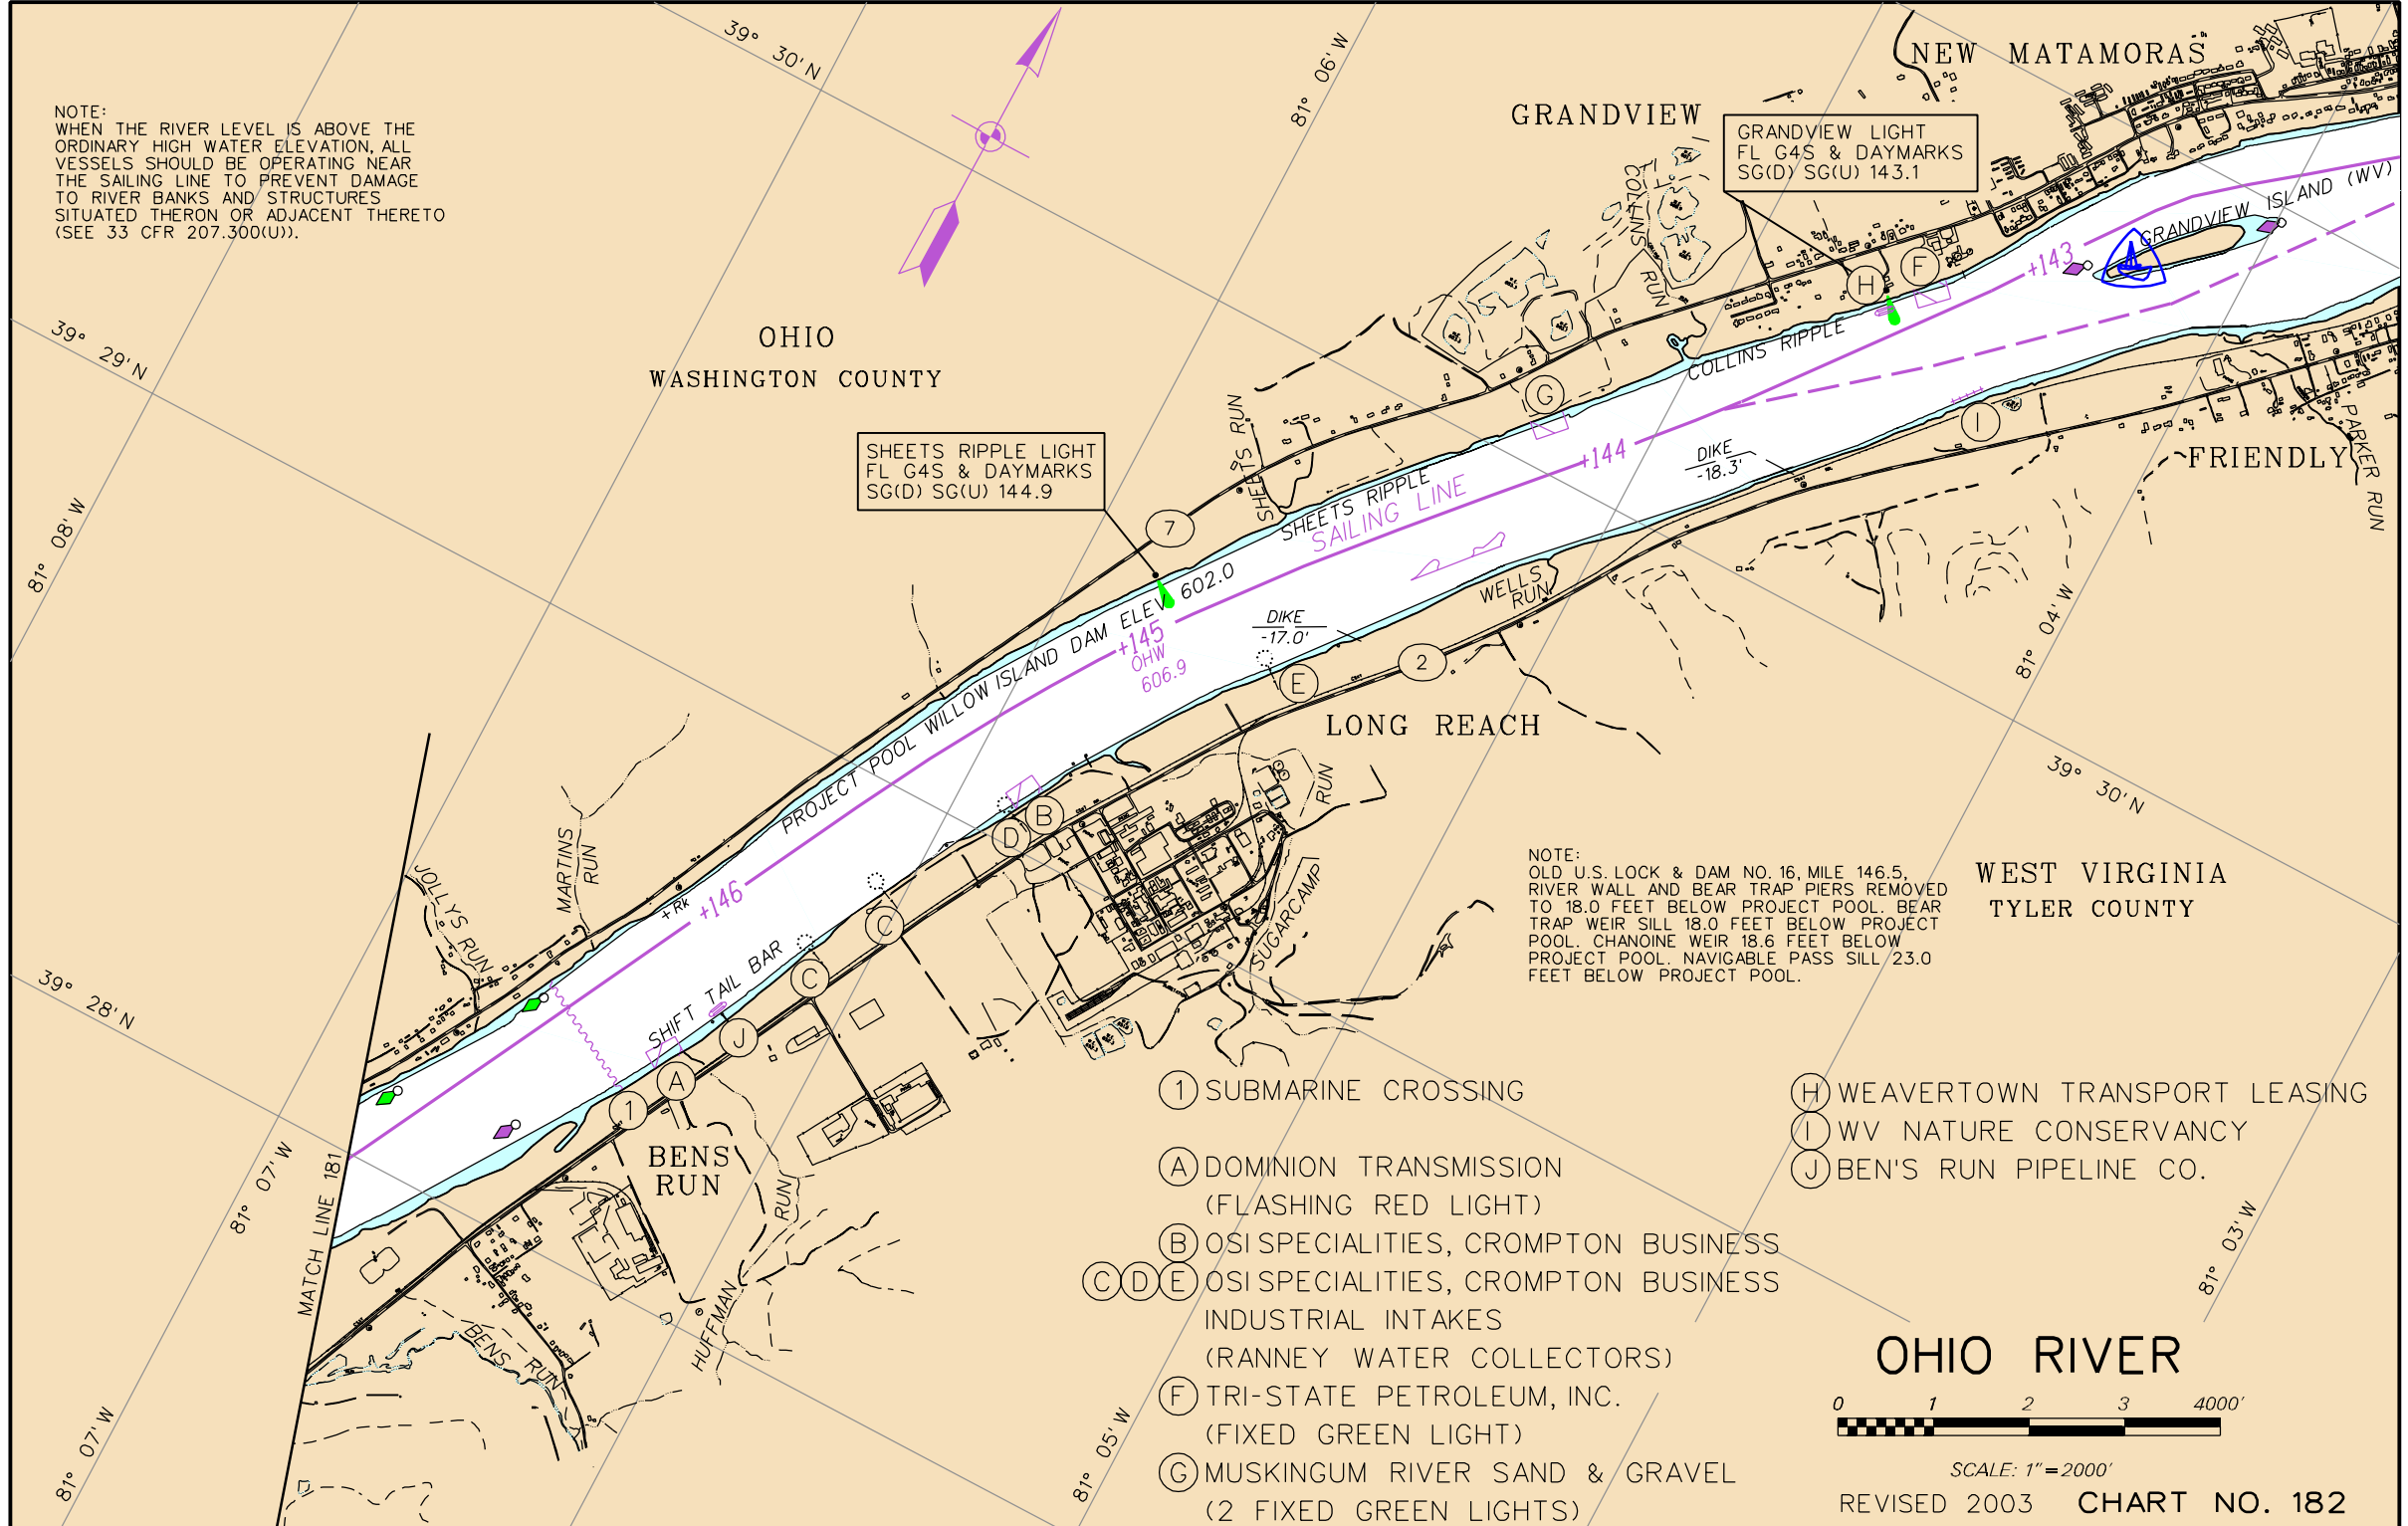 39° 30' N
81° 06' W
NEW MATAMORAS
GRANDVIEW
NOTE:
WHEN THE RIVER LEVEL IS ABOVE THE
ORDINARY HIGH WATER ELEVATION, ALL
VESSELS SHOULD BE OPERATING NEAR
THE SAILING LINE TO PREVENT DAMAGE
TO RIVER BANKS AND STRUCTURES
SITUATED THERON OR ADJACENT THERETO
(SEE 33 CFR 207.300(U)).
GRANDVIEW LIGHT
FL G4S & DAYMARKS
SG(D) SG(U) 143.1
COLLINS RUN
GRANDVIEW ISLAND (WV)
+143
H
F
COLLINS RIPPLE
39° 29' N
OHIO
WASHINGTON COUNTY
SHEETS RUN
G
I
PARKER RUN
FRIENDLY
+144
DIKE
-18.3'
SHEETS RIPPLE LIGHT
FL G4S & DAYMARKS
SG(D) SG(U) 144.9
7
SHEETS RIPPLE
SAILING LINE
81° 08' W
PROJECT POOL WILLOW ISLAND DAM ELEV 602.0
+145
OHW
606.9
DIKE
-17.0'
WELLS
RUN
2
E
81° 04' W
LONG REACH
39° 30' N
B
D
SUGARCAMP RUN
MARTINS
RUN
JOLLYS RUN
+Rk
+146
C
C
SHIFT TAIL BAR
J
A
1
NOTE:
OLD U.S. LOCK & DAM NO. 16, MILE 146.5,
RIVER WALL AND BEAR TRAP PIERS REMOVED
TO 18.0 FEET BELOW PROJECT POOL. BEAR
TRAP WEIR SILL 18.0 FEET BELOW PROJECT
POOL. CHANOINE WEIR 18.6 FEET BELOW
PROJECT POOL. NAVIGABLE PASS SILL 23.0
FEET BELOW PROJECT POOL.
WEST VIRGINIA
TYLER COUNTY
39° 28' N
81° 07' W
MATCH LINE 181
BENS
RUN
HUFFMAN RUN
BENS RUN
81° 07' W
81° 05' W
81° 03' W
1 SUBMARINE CROSSING
A DOMINION TRANSMISSION
(FLASHING RED LIGHT)
B OSI SPECIALITIES, CROMPTON BUSINESS
C D E OSI SPECIALITIES, CROMPTON BUSINESS
INDUSTRIAL INTAKES
(RANNEY WATER COLLECTORS)
F TRI-STATE PETROLEUM, INC.
(FIXED GREEN LIGHT)
G MUSKINGUM RIVER SAND & GRAVEL
(2 FIXED GREEN LIGHTS)
H WEAVERTOWN TRANSPORT LEASING
I WV NATURE CONSERVANCY
J BEN'S RUN PIPELINE CO.
OHIO RIVER
0 1 2 3 4000'
SCALE: 1"=2000'
REVISED 2003 CHART NO. 182